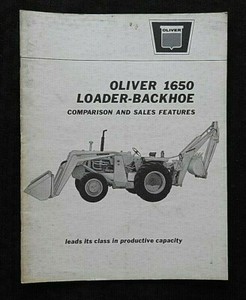 OLIVER
OLIVER 1650
LOADER-BACKHOE
COMPARISON AND SALES FEATURES
leads its class in productive capacity